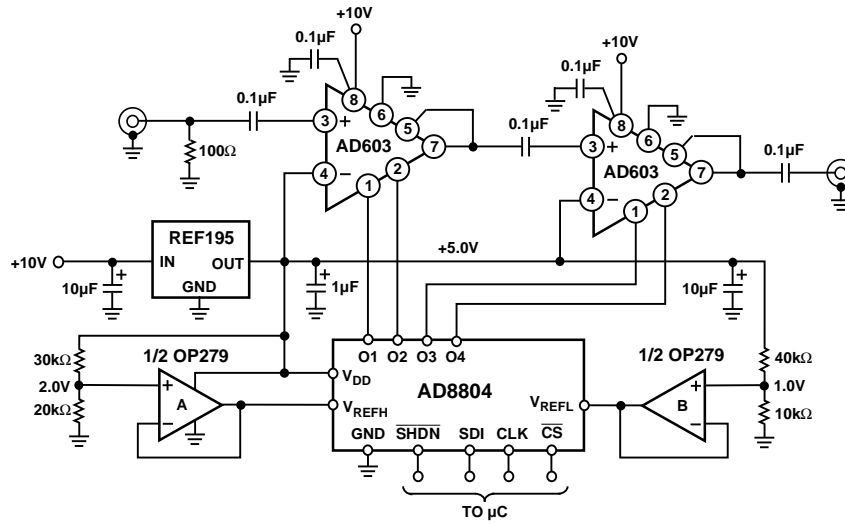 +10V
+10V
0.1µF
0.1µF
0.1µF
8
6
5
3
+
7
AD603
4
−
2
1
100Ω
0.1µF
8
6
5
3
+
7
AD603
4
−
2
1
0.1µF
REF195
+10V
IN
OUT
GND
+5.0V
10µF
+
+
1µF
10µF
+
30kΩ
1/2 OP279
O1 O2 O3 O4
1/2 OP279
40kΩ
2.0V
+
A
−
VDD
AD8804
VREFH
VREFL
+
B
−
1.0V
20kΩ
10kΩ
GND SHDN SDI CLK CS
TO µC